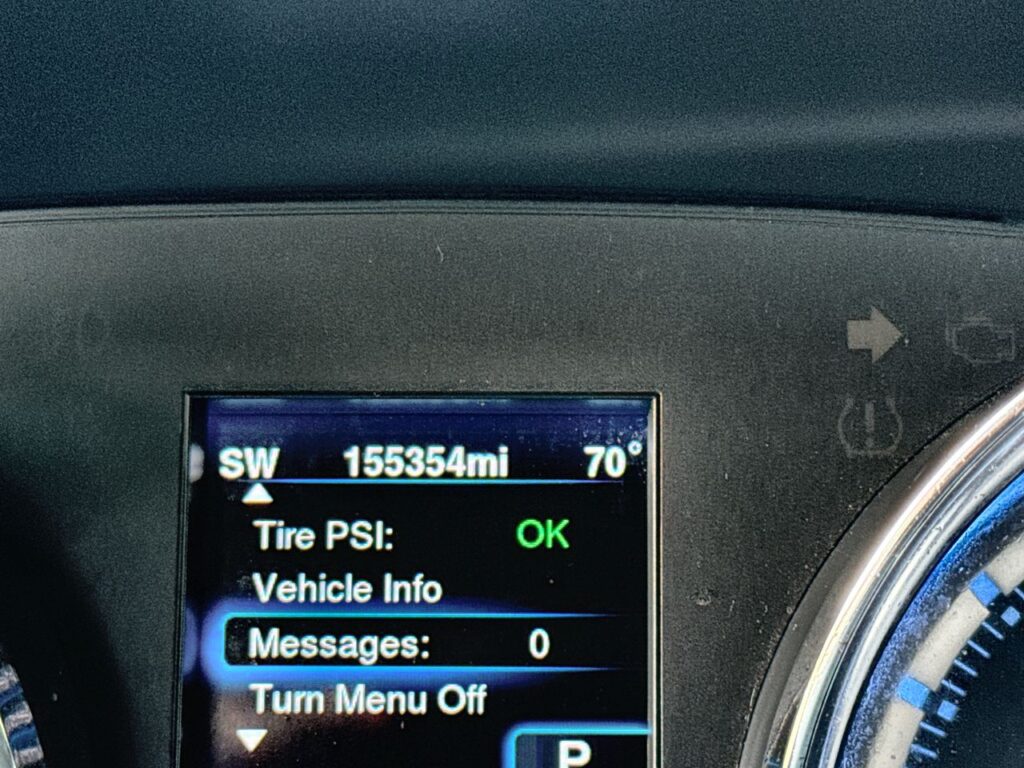 SW 155354mi 70°
Tire PSI: OK
Vehicle Info
Messages: 0
Turn Menu Off
P